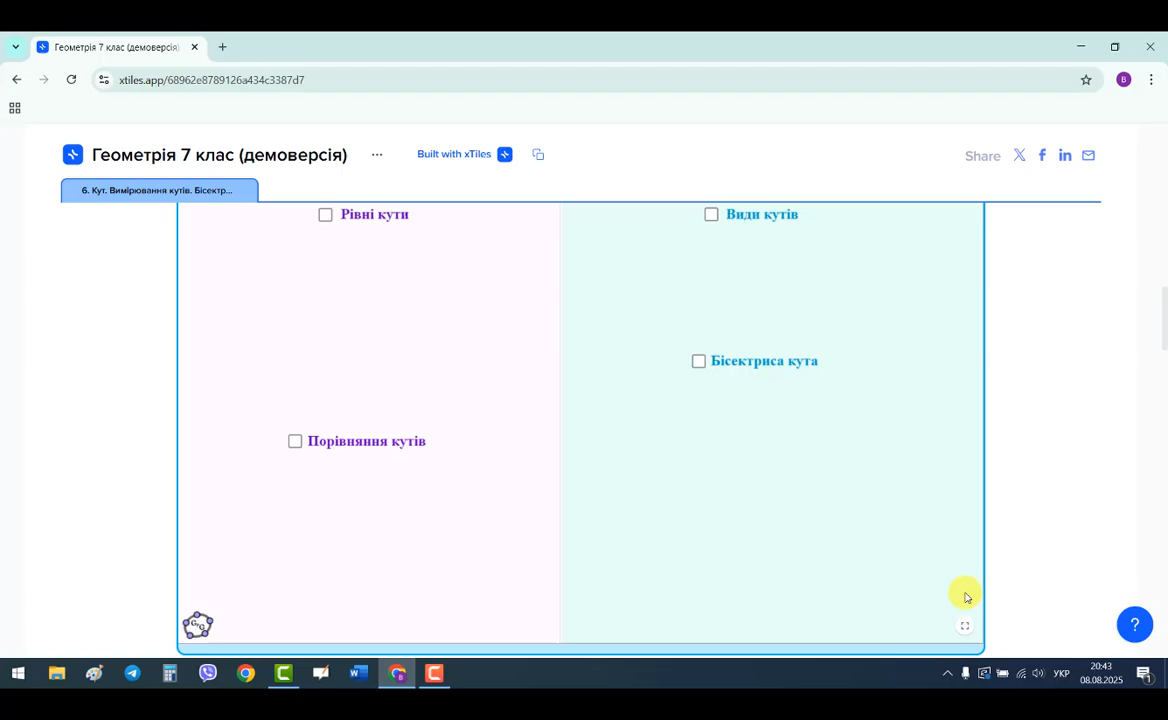 Геометрія 7 клас (демоверсія)
xtiles.app/68962e8789126a434c3387d7
B
Геометрія 7 клас (демоверсія)
Built with xTiles
Share
6. Кут. Вимірювання кутів. Бісектр...
Рівні кути
Види кутів
Бісектриса кута
Порівняння кутів
?
УКР
20:43
08.08.2025
1